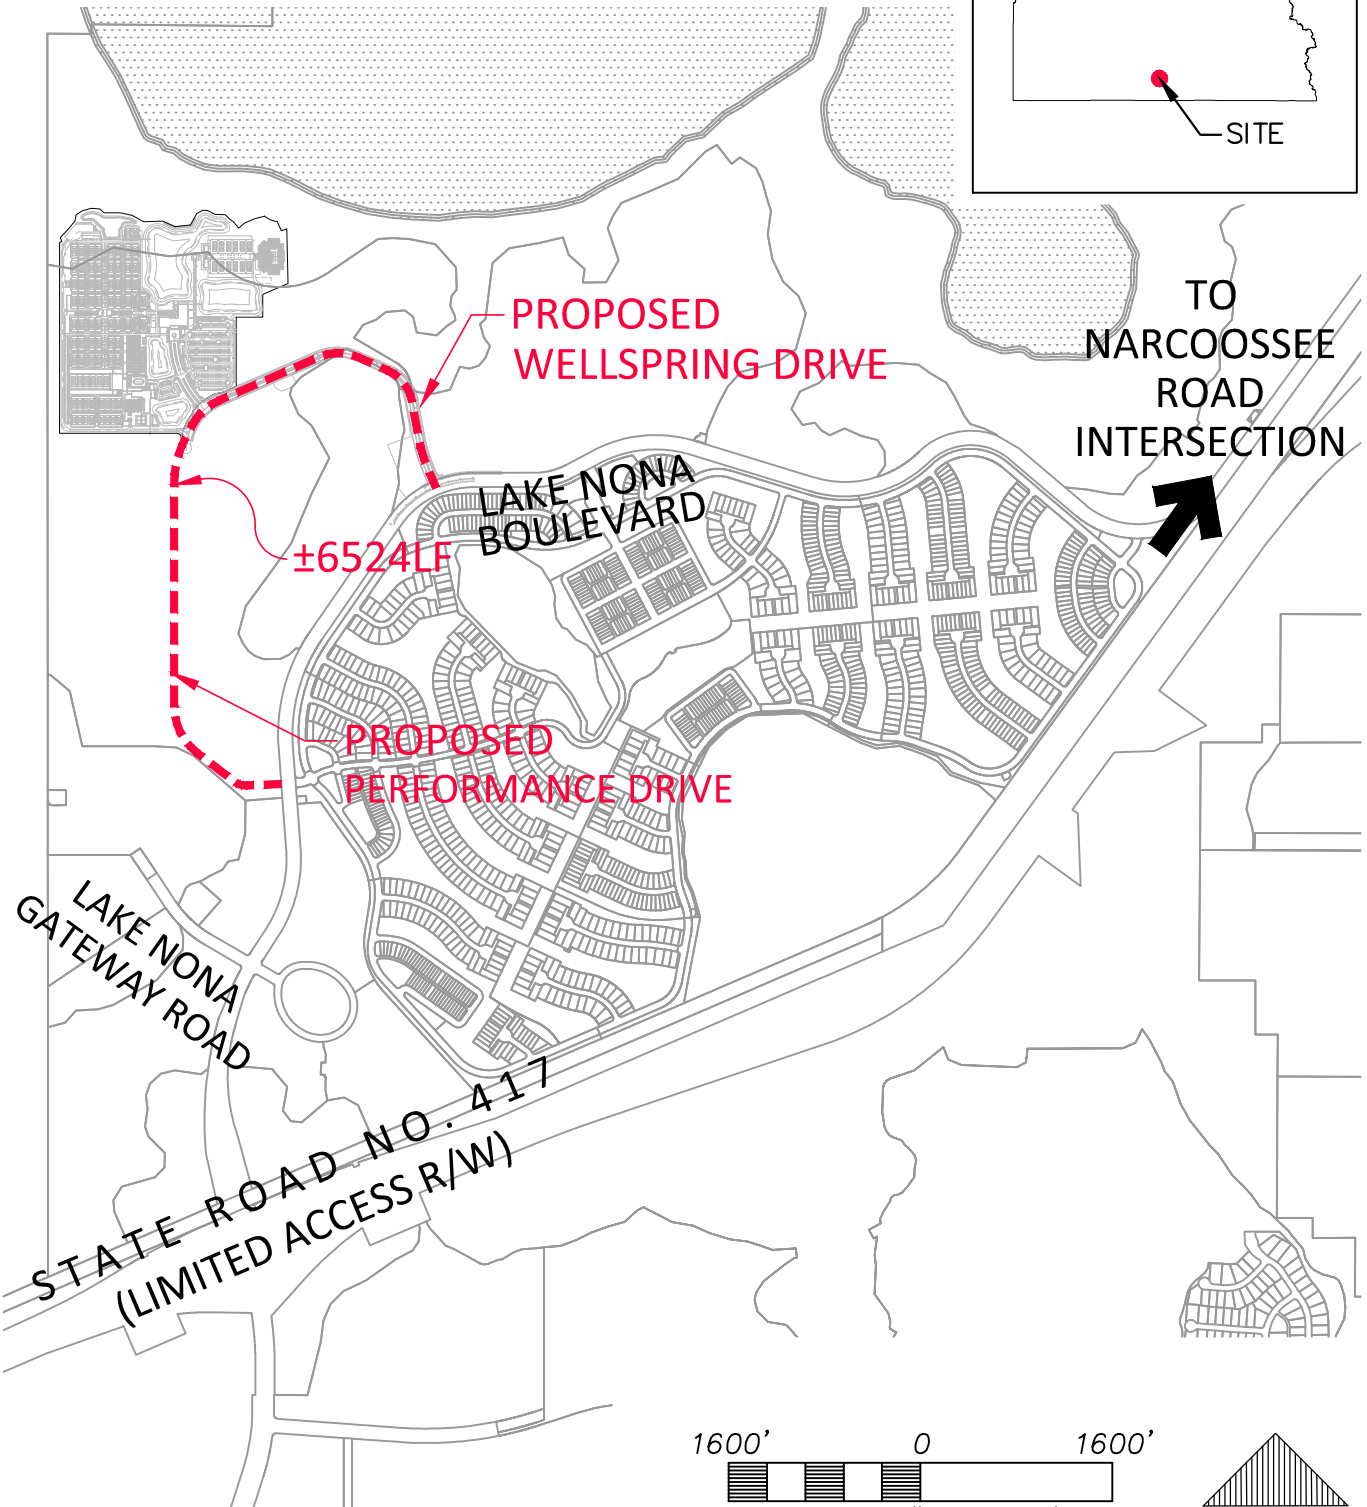 SITE
TO
NARCOOSSEE
ROAD
INTERSECTION
PROPOSED
WELLSPRING DRIVE
LAKE NONA
BOULEVARD
±6524LF
PROPOSED
PERFORMANCE DRIVE
LAKE NONA
GATEWAY ROAD
STATE ROAD NO. 417
(LIMITED ACCESS R/W)
1600' 0 1600'